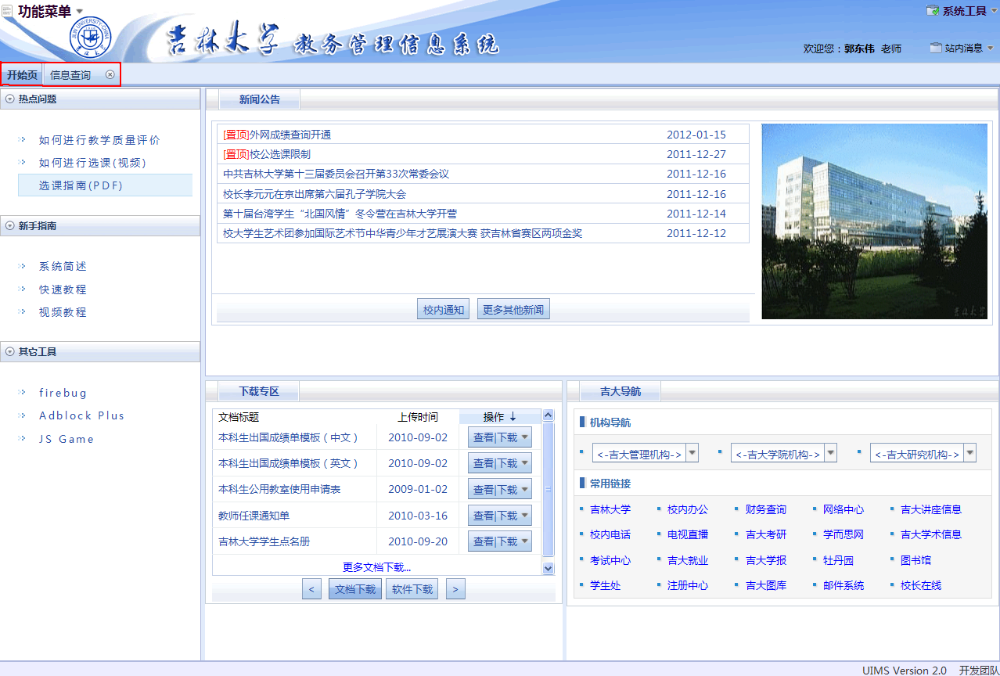 功能菜单
系统工具
JILIN UNIVERSITY CHINA
吉林大学 教务管理信息系统
欢迎您：郭东伟 老师 站内消息
开始页 信息查询
热点问题
如何进行教学质量评价
如何进行选课(视频)
选课指南(PDF)
新手指南
系统简述
快速教程
视频教程
其它工具
firebug
Adblock Plus
JS Game
新闻公告
[置顶]外网成绩查询开通 2012-01-15
[置顶]校公选课限制 2011-12-27
中共吉林大学第十三届委员会召开第33次常委会议 2011-12-16
校长李元元在京出席第六届孔子学院大会 2011-12-16
第十届台湾学生“北国风情”冬令营在吉林大学开营 2011-12-14
校大学生艺术团参加国际艺术节中华青少年才艺展演大赛 获吉林省赛区两项金奖 2011-12-12
校内通知 更多其他新闻
吉林大学
下载专区
文档标题 上传时间 操作 ↓
本科生出国成绩单模板（中文） 2010-09-02 查看|下载
本科生出国成绩单模板（英文） 2010-09-02 查看|下载
本科生公用教室使用申请表 2009-01-02 查看|下载
教师任课通知单 2010-03-16 查看|下载
吉林大学学生点名册 2010-09-20 查看|下载
更多文档下载...
< 文档下载 软件下载 >
吉大导航
机构导航
<-吉大管理机构-> <-吉大学院机构-> <-吉大研究机构->
常用链接
吉林大学 校内办公 财务查询 网络中心 吉大讲座信息
校内电话 电视直播 吉大考研 学而思网 吉大学术信息
考试中心 吉大就业 吉大学报 牡丹园 图书馆
学生处 注册中心 吉大图库 邮件系统 校长在线
UIMS Version 2.0 开发团队